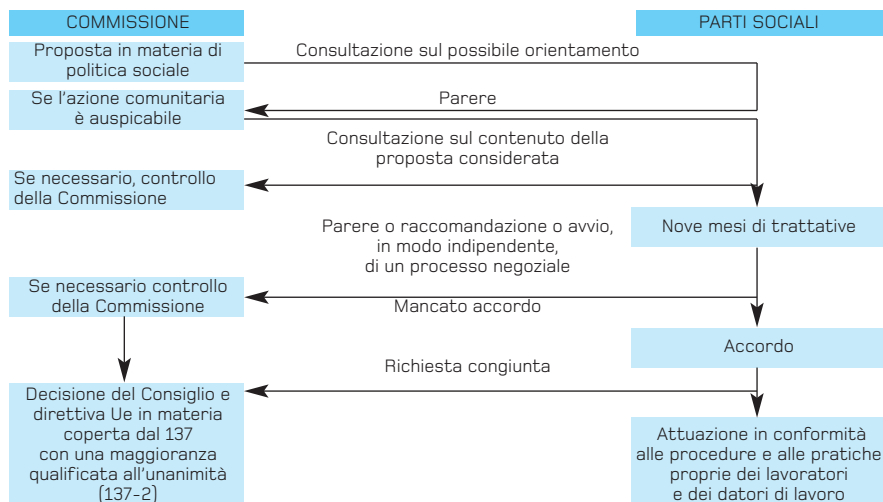 COMMISSIONE
PARTI SOCIALI
Proposta in materia di
politica sociale
Consultazione sul possibile orientamento
Se l'azione comunitaria
è auspicabile
Parere
Consultazione sul contenuto della
proposta considerata
Se necessario, controllo
della Commissione
Parere o raccomandazione o avvio,
in modo indipendente,
di un processo negoziale
Nove mesi di trattative
Se necessario controllo
della Commissione
Mancato accordo
Accordo
Richiesta congiunta
Decisione del Consiglio e
direttiva Ue in materia
coperta dal 137
con una maggioranza
qualificata all'unanimità
(137-2)
Attuazione in conformità
alle procedure e alle pratiche
proprie dei lavoratori
e dei datori di lavoro